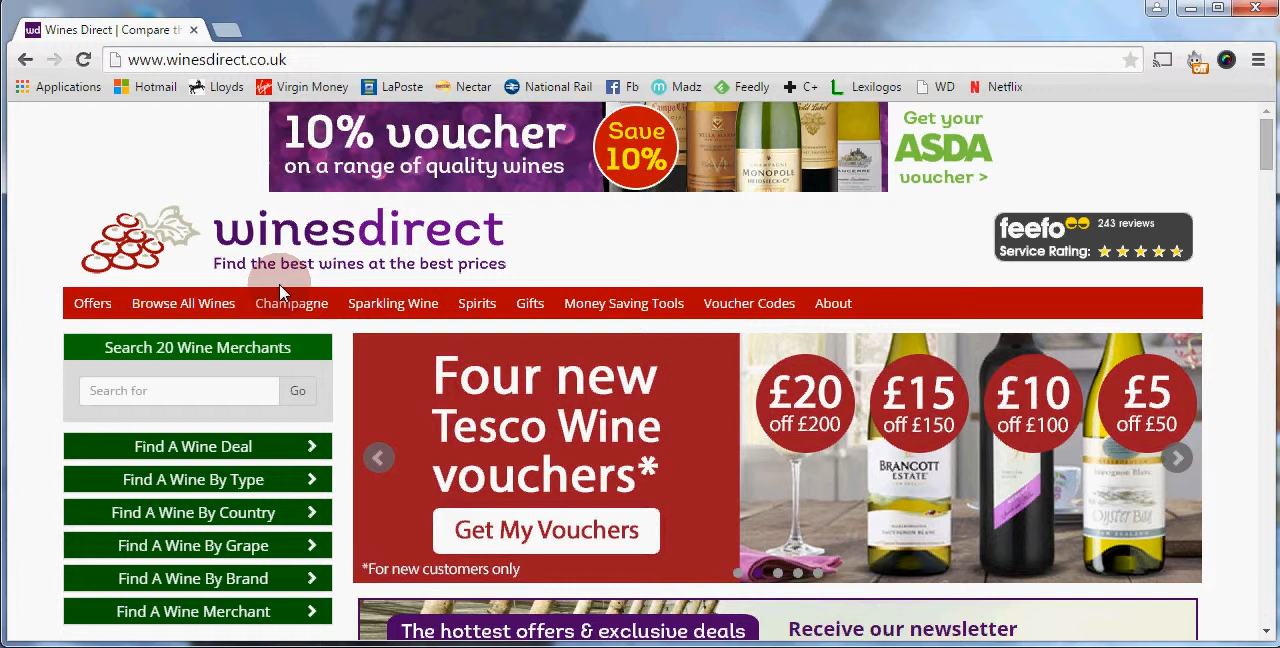 Wines Direct | Compare th
www.winesdirect.co.uk
Applications Hotmail Lloyds Virgin Money LaPoste Nectar National Rail Fb Madz Feedly C+ Lexilogos WD Netflix
off
10% voucher
on a range of quality wines
Save
10%
MONOPOLE
Get your
ASDA
voucher >
winesdirect
Find the best wines at the best prices
feefo 243 reviews
Service Rating:
Offers Browse All Wines Champagne Sparkling Wine Spirits Gifts Money Saving Tools Voucher Codes About
Search 20 Wine Merchants
Search for Go
Find A Wine Deal
Find A Wine By Type
Find A Wine By Country
Find A Wine By Grape
Find A Wine By Brand
Find A Wine Merchant
Four new
Tesco Wine
vouchers*
Get My Vouchers
*For new customers only
£20
off £200
£15
off £150
£10
off £100
£5
off £50
BRANCOTT
ESTATE
Sauvignon Blanc
Oyster Bay
The hottest offers & exclusive deals
Receive our newsletter